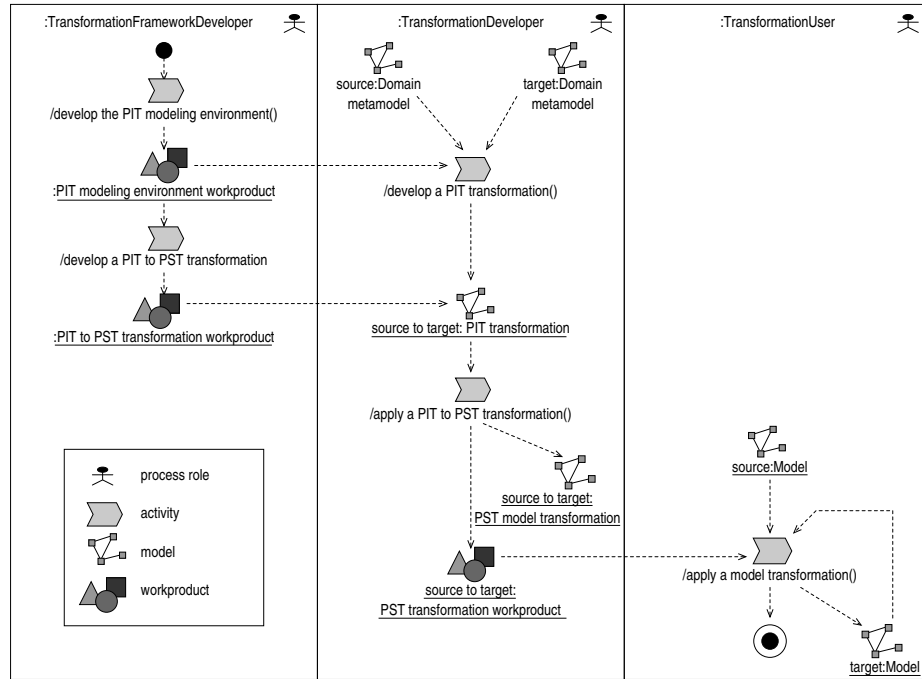 :TransformationFrameworkDeveloper
/develop the PIT modeling environment()
:PIT modeling environment workproduct
/develop a PIT to PST transformation
:PIT to PST transformation workproduct
process role
activity
model
workproduct
:TransformationDeveloper
source:Domain
metamodel
target:Domain
metamodel
/develop a PIT transformation()
source to target: PIT transformation
/apply a PIT to PST transformation()
source to target:
PST model transformation
source to target:
PST transformation workproduct
:TransformationUser
source:Model
/apply a model transformation()
target:Model